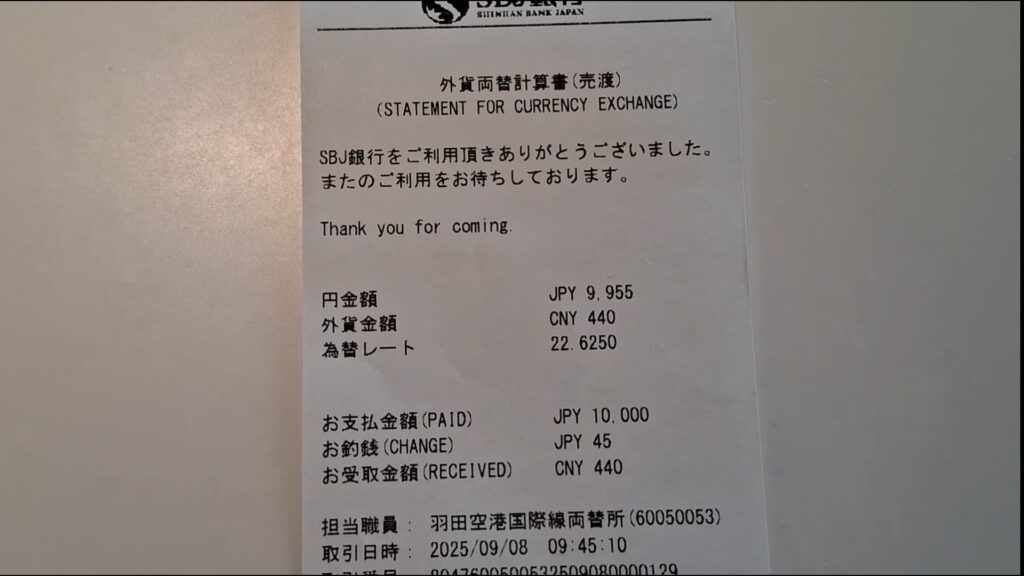 SBJ銀行
SHINHAN BANK JAPAN
外貨両替計算書(売渡)
(STATEMENT FOR CURRENCY EXCHANGE)
SBJ銀行をご利用頂きありがとうございました。
またのご利用をお待ちしております。
Thank you for coming.
円金額 JPY 9,955
外貨金額 CNY 440
為替レート 22.6250
お支払金額(PAID) JPY 10,000
お釣銭(CHANGE) JPY 45
お受取金額(RECEIVED) CNY 440
担当職員: 羽田空港国際線両替所(60050053)
取引日時: 2025/09/08 09:45:10